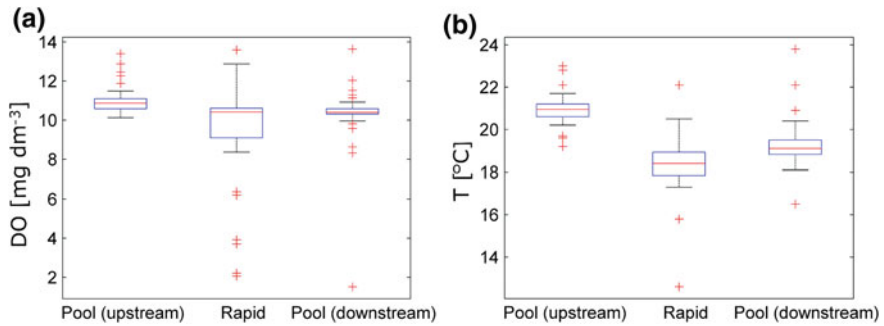 (a)
DO [mg dm-3]
14
12
10
8
6
4
2
Pool (upstream) Rapid Pool (downstream)
(b)
T [°C]
24
22
20
18
16
14
Pool (upstream) Rapid Pool (downstream)